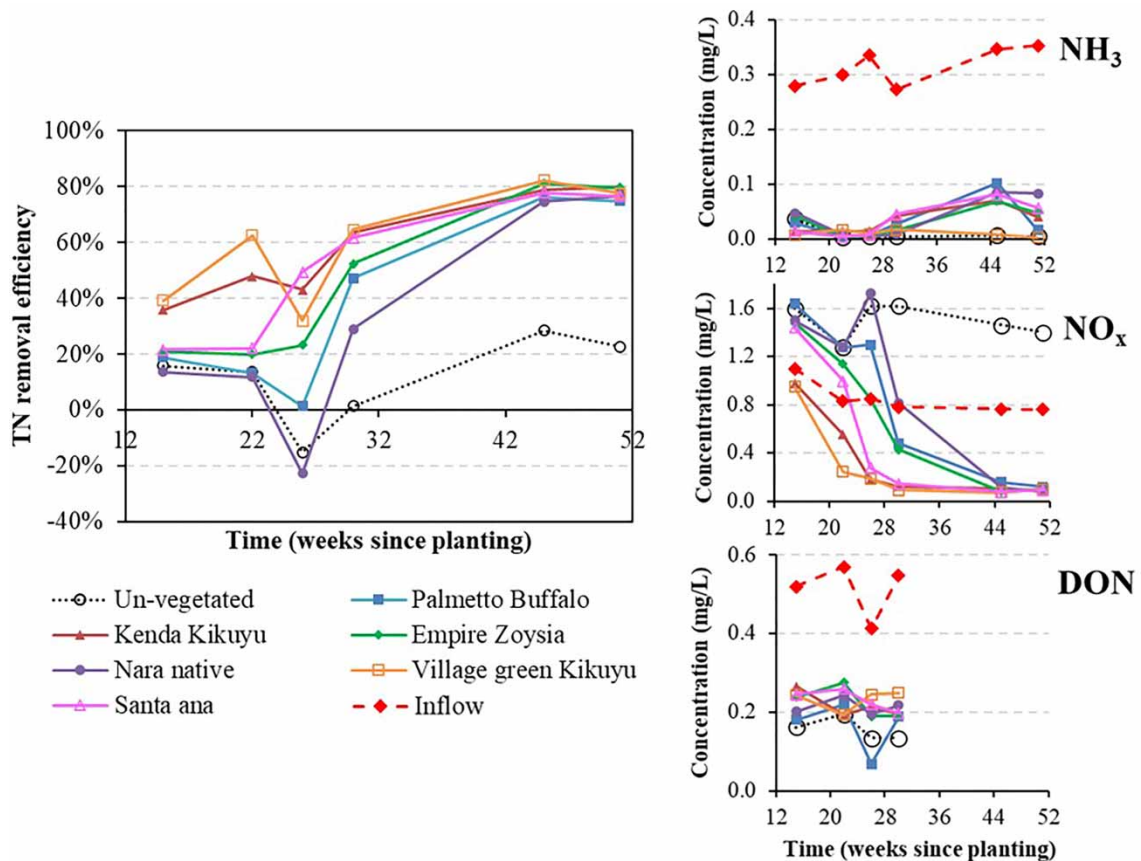 100%
80%
60%
40%
20%
0%
-20%
-40%
12 22 32 42 52
TN removal efficiency
Time (weeks since planting)
Un-vegetated
Palmetto Buffalo
Kenda Kikuyu
Empire Zoysia
Nara native
Village green Kikuyu
Santa ana
Inflow
NH3
Concentration (mg/L)
0.4
0.3
0.2
0.1
0.0
12 20 28 36 44 52
NOx
Concentration (mg/L)
1.6
1.2
0.8
0.4
0.0
12 20 28 36 44 52
DON
Concentration (mg/L)
0.6
0.4
0.2
0.0
12 20 28 36 44 52
Time (weeks since planting)